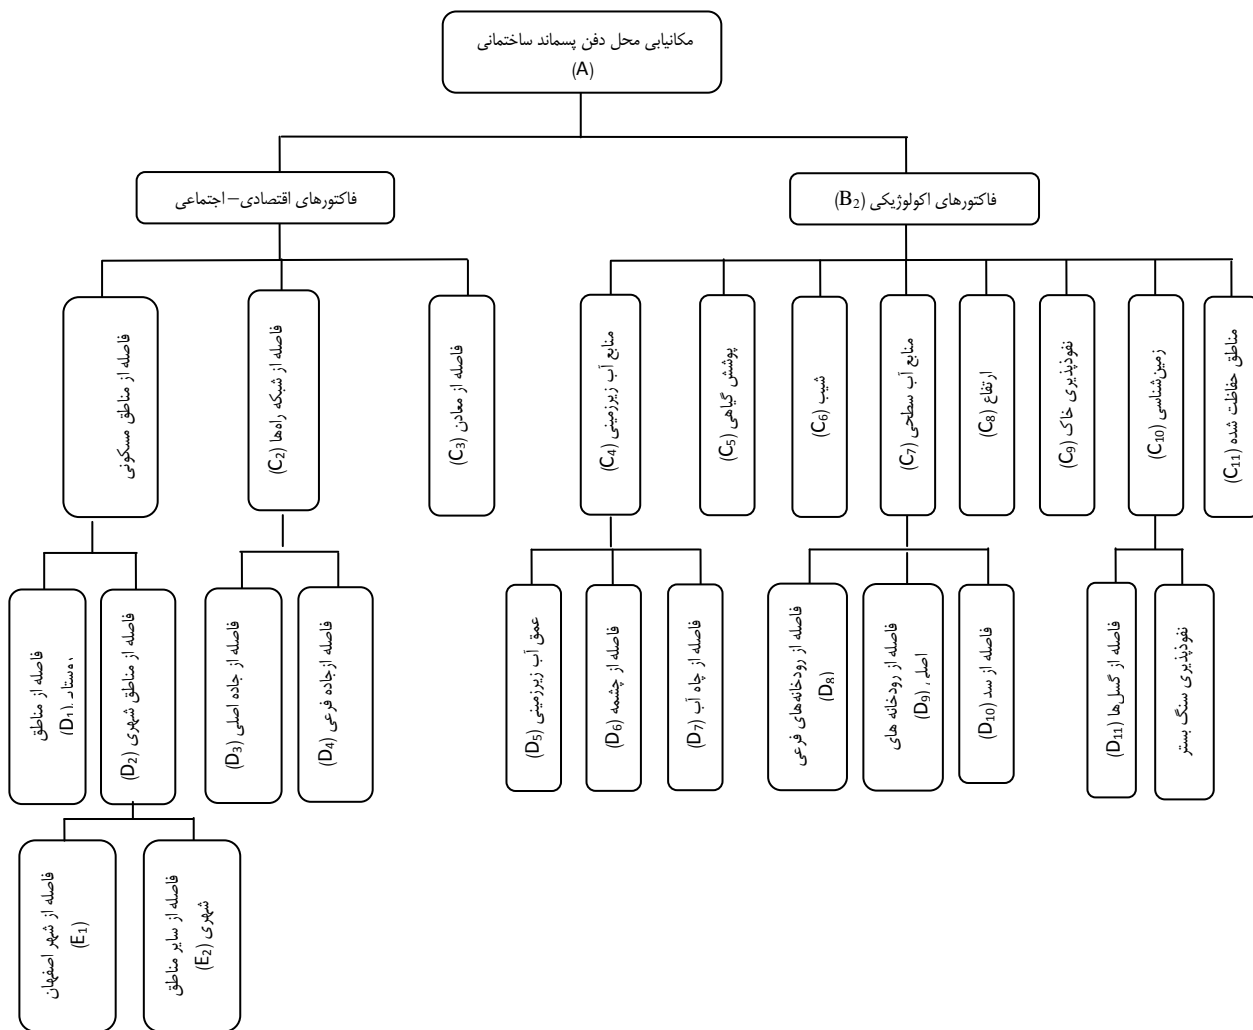 مکانیابی محل دفن پسماند ساختمانی
(A)
فاکتورهای اکولوژیکی (B2)
فاکتورهای اقتصادی-اجتماعی
مناطق حفاظت شده (C11)
زمین‌شناسی (C10)
نفوذپذیری خاک (C9)
ارتفاع (C8)
منابع آب سطحی (C7)
شیب (C6)
پوشش گیاهی (C5)
منابع آب زیرزمینی (C4)
فاصله از معادن (C3)
فاصله از شبکه راه‌ها (C2)
فاصله از مناطق مسکونی
نفوذپذیری سنگ بستر
فاصله از گسل‌ها (D11)
فاصله از سد (D10)
فاصله از رودخانه های
اصلی (D9)
فاصله از رودخانه‌های فرعی
(D8)
فاصله از چاه آب (D7)
فاصله از چشمه (D6)
عمق آب زیرزمینی (D5)
فاصله ازجاده فرعی (D4)
فاصله از جاده اصلی (D3)
فاصله از مناطق شهری (D2)
فاصله از مناطق
(D1)
فاصله از سایر مناطق
شهری (E2)
فاصله از شهر اصفهان
(E1)